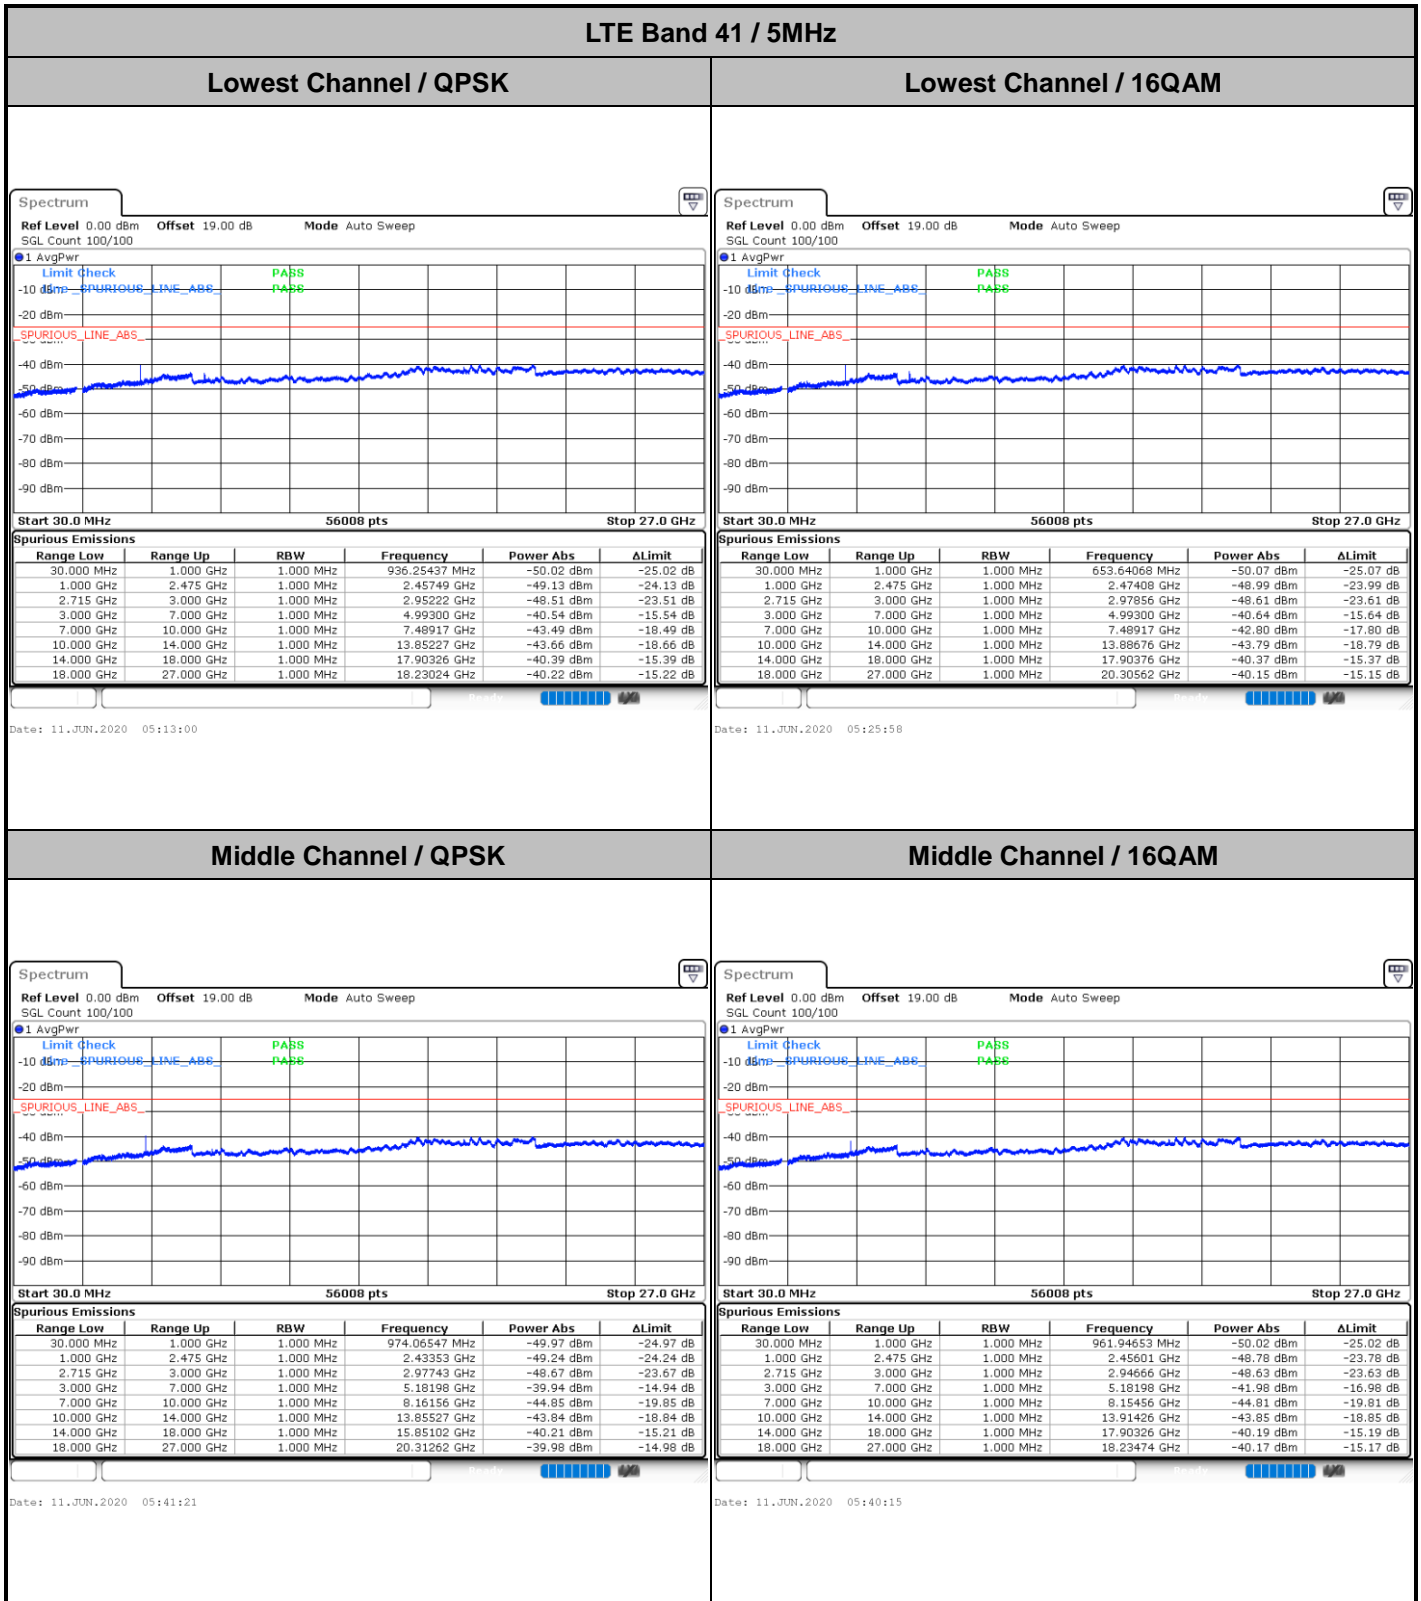 LTE Band 41 / 5MHz
Lowest Channel / QPSK
Lowest Channel / 16QAM
Spectrum
Ref Level 0.00 dBm Offset 19.00 dB Mode Auto Sweep
SGL Count 100/100
1 AvgPwr
Limit Check PASS
-10 dBm Line _SPURIOUS_LINE_ABS_ PASS
-20 dBm
_SPURIOUS_LINE_ABS_
-30 dBm
-40 dBm
-50 dBm
-60 dBm
-70 dBm
-80 dBm
-90 dBm
Start 30.0 MHz 56008 pts Stop 27.0 GHz
Spurious Emissions
Range Low Range Up RBW Frequency Power Abs ΔLimit
30.000 MHz 1.000 GHz 1.000 MHz 936.25437 MHz -50.02 dBm -25.02 dB
1.000 GHz 2.475 GHz 1.000 MHz 2.45749 GHz -49.13 dBm -24.13 dB
2.715 GHz 3.000 GHz 1.000 MHz 2.95222 GHz -48.51 dBm -23.51 dB
3.000 GHz 7.000 GHz 1.000 MHz 4.99300 GHz -40.54 dBm -15.54 dB
7.000 GHz 10.000 GHz 1.000 MHz 7.48917 GHz -43.49 dBm -18.49 dB
10.000 GHz 14.000 GHz 1.000 MHz 13.85227 GHz -43.66 dBm -18.66 dB
14.000 GHz 18.000 GHz 1.000 MHz 17.90326 GHz -40.39 dBm -15.39 dB
18.000 GHz 27.000 GHz 1.000 MHz 18.23024 GHz -40.22 dBm -15.22 dB
Ready
Date: 11.JUN.2020 05:13:00
Spectrum
Ref Level 0.00 dBm Offset 19.00 dB Mode Auto Sweep
SGL Count 100/100
1 AvgPwr
Limit Check PASS
-10 dBm Line _SPURIOUS_LINE_ABS_ PASS
-20 dBm
_SPURIOUS_LINE_ABS_
-30 dBm
-40 dBm
-50 dBm
-60 dBm
-70 dBm
-80 dBm
-90 dBm
Start 30.0 MHz 56008 pts Stop 27.0 GHz
Spurious Emissions
Range Low Range Up RBW Frequency Power Abs ΔLimit
30.000 MHz 1.000 GHz 1.000 MHz 653.64068 MHz -50.07 dBm -25.07 dB
1.000 GHz 2.475 GHz 1.000 MHz 2.47408 GHz -48.99 dBm -23.99 dB
2.715 GHz 3.000 GHz 1.000 MHz 2.97856 GHz -48.61 dBm -23.61 dB
3.000 GHz 7.000 GHz 1.000 MHz 4.99300 GHz -40.64 dBm -15.64 dB
7.000 GHz 10.000 GHz 1.000 MHz 7.48917 GHz -42.80 dBm -17.80 dB
10.000 GHz 14.000 GHz 1.000 MHz 13.88676 GHz -43.79 dBm -18.79 dB
14.000 GHz 18.000 GHz 1.000 MHz 17.90376 GHz -40.37 dBm -15.37 dB
18.000 GHz 27.000 GHz 1.000 MHz 20.30562 GHz -40.15 dBm -15.15 dB
Ready
Date: 11.JUN.2020 05:25:58
Middle Channel / QPSK
Middle Channel / 16QAM
Spectrum
Ref Level 0.00 dBm Offset 19.00 dB Mode Auto Sweep
SGL Count 100/100
1 AvgPwr
Limit Check PASS
-10 dBm Line _SPURIOUS_LINE_ABS_ PASS
-20 dBm
_SPURIOUS_LINE_ABS_
-30 dBm
-40 dBm
-50 dBm
-60 dBm
-70 dBm
-80 dBm
-90 dBm
Start 30.0 MHz 56008 pts Stop 27.0 GHz
Spurious Emissions
Range Low Range Up RBW Frequency Power Abs ΔLimit
30.000 MHz 1.000 GHz 1.000 MHz 974.06547 MHz -49.97 dBm -24.97 dB
1.000 GHz 2.475 GHz 1.000 MHz 2.43353 GHz -49.24 dBm -24.24 dB
2.715 GHz 3.000 GHz 1.000 MHz 2.97743 GHz -48.67 dBm -23.67 dB
3.000 GHz 7.000 GHz 1.000 MHz 5.18198 GHz -39.94 dBm -14.94 dB
7.000 GHz 10.000 GHz 1.000 MHz 8.16156 GHz -44.85 dBm -19.85 dB
10.000 GHz 14.000 GHz 1.000 MHz 13.85527 GHz -43.84 dBm -18.84 dB
14.000 GHz 18.000 GHz 1.000 MHz 15.85102 GHz -40.21 dBm -15.21 dB
18.000 GHz 27.000 GHz 1.000 MHz 20.31262 GHz -39.98 dBm -14.98 dB
Ready
Date: 11.JUN.2020 05:41:21
Spectrum
Ref Level 0.00 dBm Offset 19.00 dB Mode Auto Sweep
SGL Count 100/100
1 AvgPwr
Limit Check PASS
-10 dBm Line _SPURIOUS_LINE_ABS_ PASS
-20 dBm
_SPURIOUS_LINE_ABS_
-30 dBm
-40 dBm
-50 dBm
-60 dBm
-70 dBm
-80 dBm
-90 dBm
Start 30.0 MHz 56008 pts Stop 27.0 GHz
Spurious Emissions
Range Low Range Up RBW Frequency Power Abs ΔLimit
30.000 MHz 1.000 GHz 1.000 MHz 961.94653 MHz -50.02 dBm -25.02 dB
1.000 GHz 2.475 GHz 1.000 MHz 2.45601 GHz -48.78 dBm -23.78 dB
2.715 GHz 3.000 GHz 1.000 MHz 2.94666 GHz -48.63 dBm -23.63 dB
3.000 GHz 7.000 GHz 1.000 MHz 5.18198 GHz -41.98 dBm -16.98 dB
7.000 GHz 10.000 GHz 1.000 MHz 8.15456 GHz -44.81 dBm -19.81 dB
10.000 GHz 14.000 GHz 1.000 MHz 13.91426 GHz -43.85 dBm -18.85 dB
14.000 GHz 18.000 GHz 1.000 MHz 17.90326 GHz -40.19 dBm -15.19 dB
18.000 GHz 27.000 GHz 1.000 MHz 18.23474 GHz -40.17 dBm -15.17 dB
Ready
Date: 11.JUN.2020 05:40:15